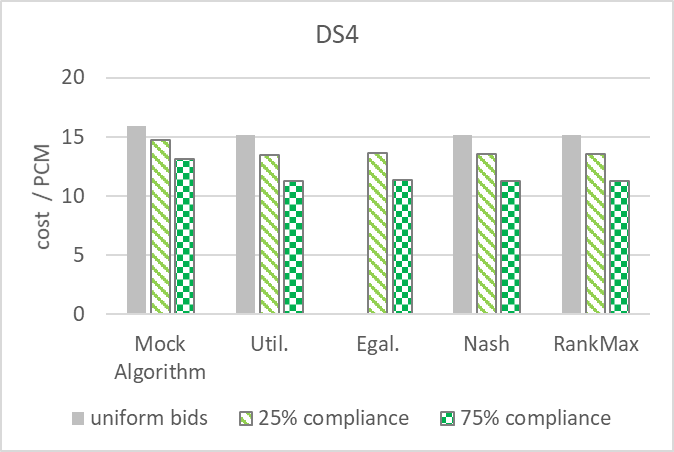 DS4
cost / PCM
20
15
10
5
0
Mock Algorithm
Util.
Egal.
Nash
RankMax
uniform bids
25% compliance
75% compliance